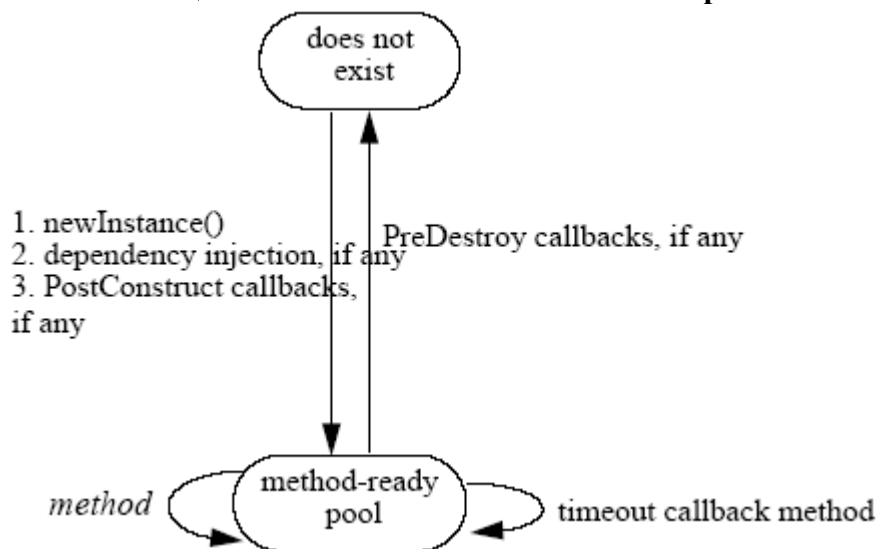 does not
exist
1. newInstance()
2. dependency injection, if any
3. PostConstruct callbacks,
if any
PreDestroy callbacks, if any
method-ready
pool
method
timeout callback method